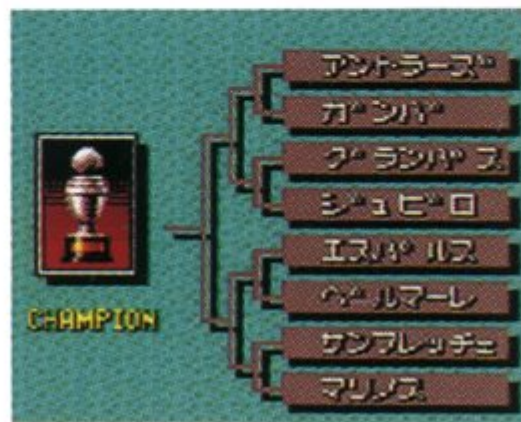 アントラーズ
ガンバ
グランパス
ジュビロ
エスパルス
ベルマーレ
サンフレッチェ
マリノス
CHAMPION